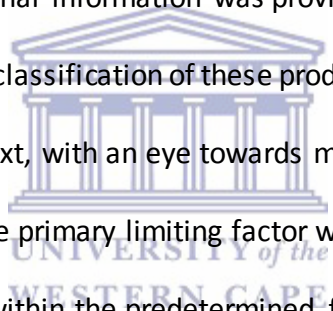 nal information was provi
classification of these prod
xt, with an eye towards m
e primary limiting factor w
UNIVERSITY of the
WESTERN CAPE
within the predetermined f